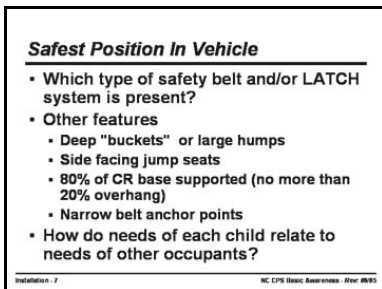 Safest Position In Vehicle
• Which type of safety belt and/or LATCH
system is present?
• Other features
• Deep "buckets" or large humps
• Side facing jump seats
• 80% of CR base supported (no more than
20% overhang)
• Narrow belt anchor points
• How do needs of each child relate to
needs of other occupants?
Installation - 7
NC CPS Basic Awareness - Rev: